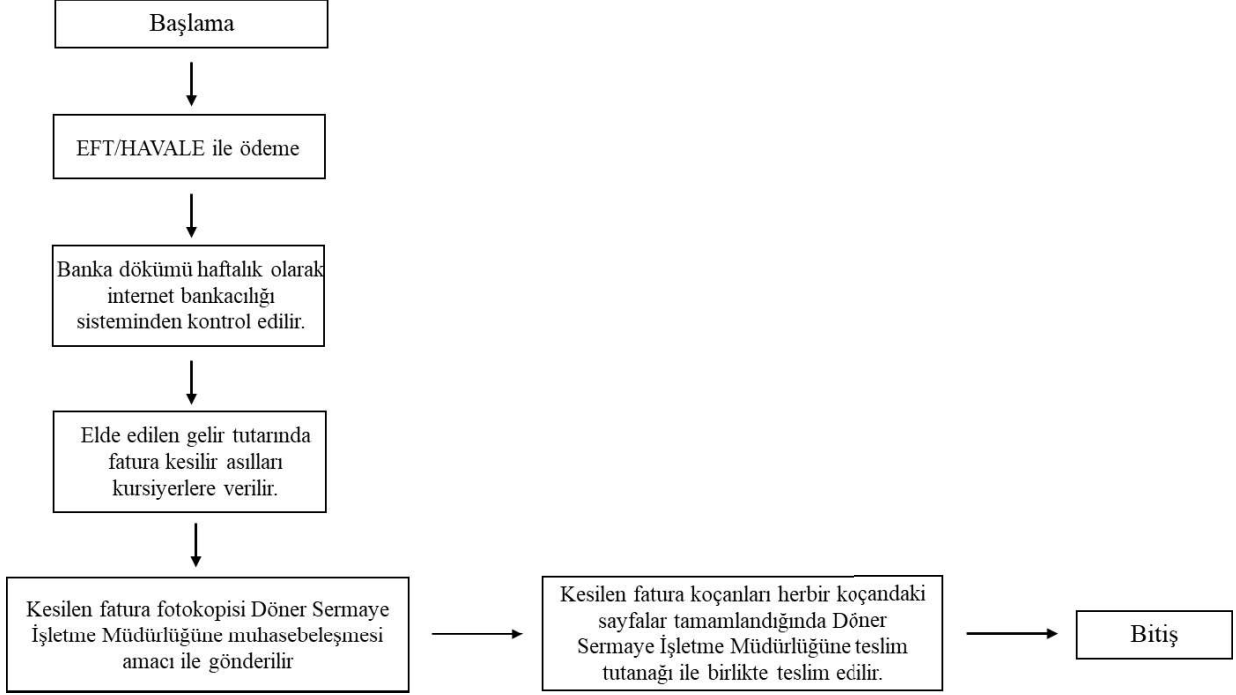 Başlama
EFT/HAVALE ile ödeme
Banka dökümü haftalık olarak
internet bankacılığı
sisteminden kontrol edilir.
Elde edilen gelir tutarında
fatura kesilir asılları
kursiyerlere verilir.
Kesilen fatura fotokopisi Döner Sermaye
İşletme Müdürlüğüne muhasebeleşmesi
amacı ile gönderilir
Kesilen fatura koçanları herbir koçandaki
sayfalar tamamlandığında Döner
Sermaye İşletme Müdürlüğüne teslim
tutanağı ile birlikte teslim edilir.
Bitiş